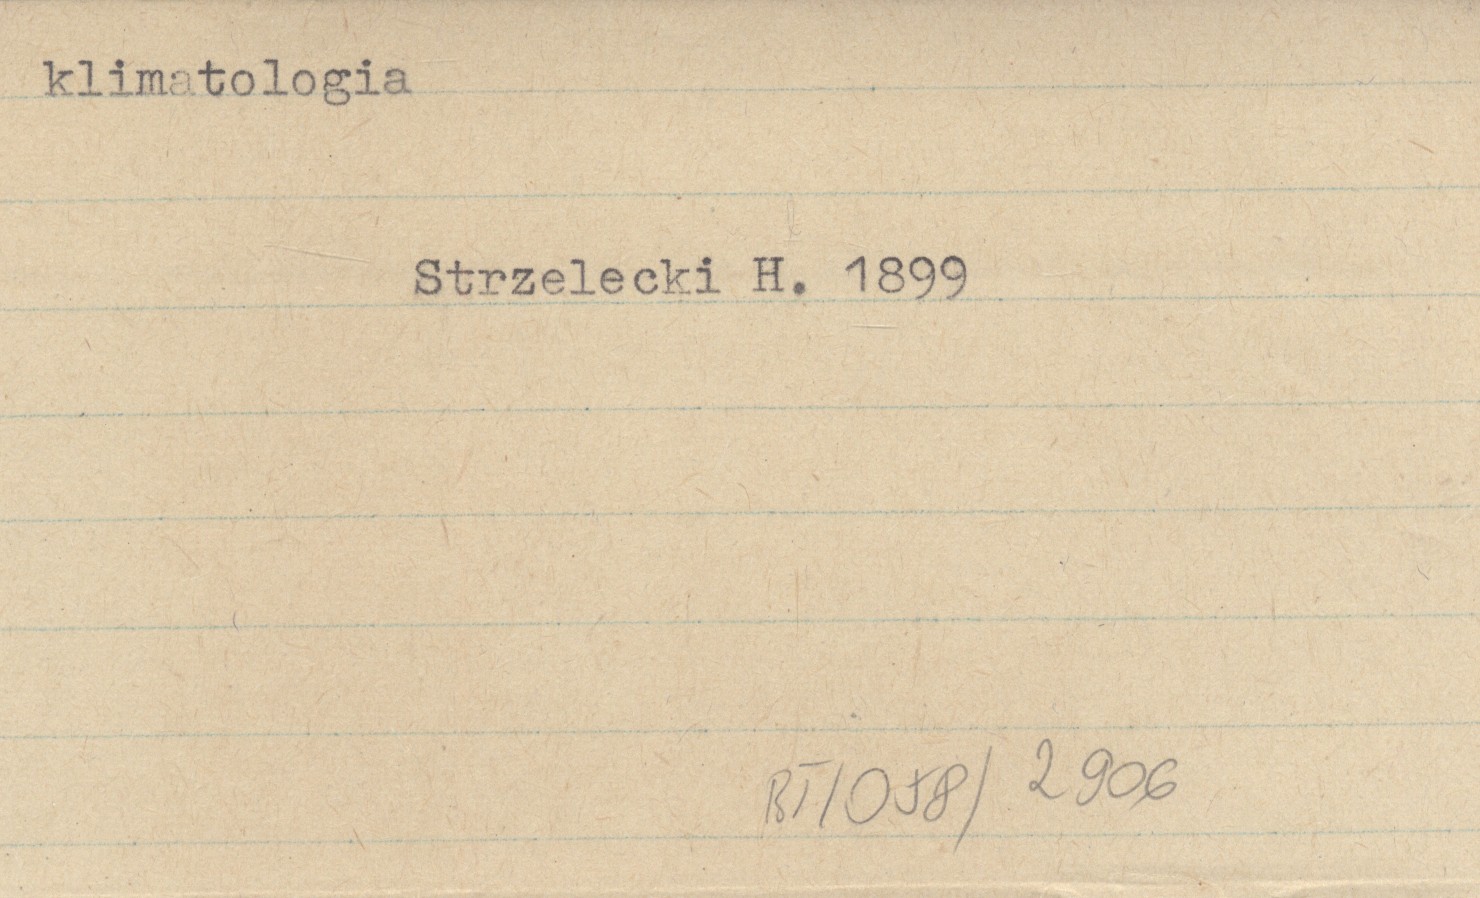 klimatologia
Strzelecki H. 1899
BT/058/ 2906